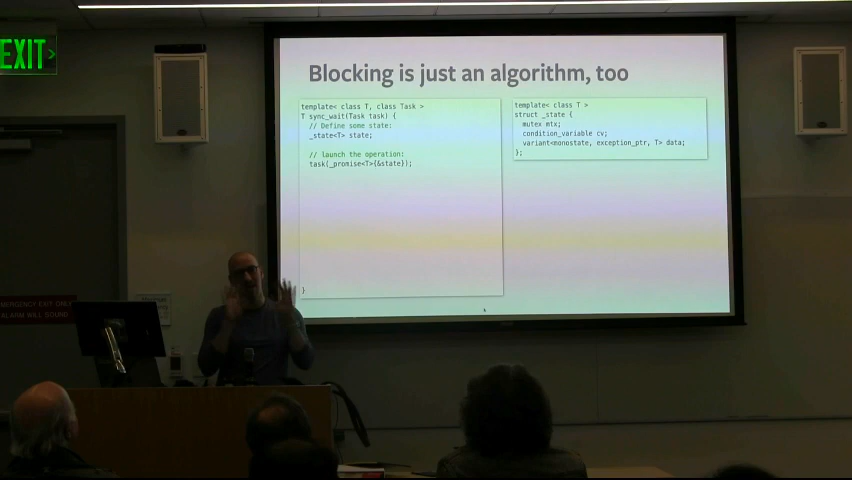 EXIT
Blocking is just an algorithm, too
template< class T, class Task >
T sync_wait(Task task) {
// Define some state:
_state<T> state;
// launch the operation:
task(_promise<T>{&state});
}
template< class T >
struct _state {
mutex mtx;
condition_variable cv;
variant<monostate, exception_ptr, T> data;
};
EMERGENCY EXIT ONLY
ALARM WILL SOUND